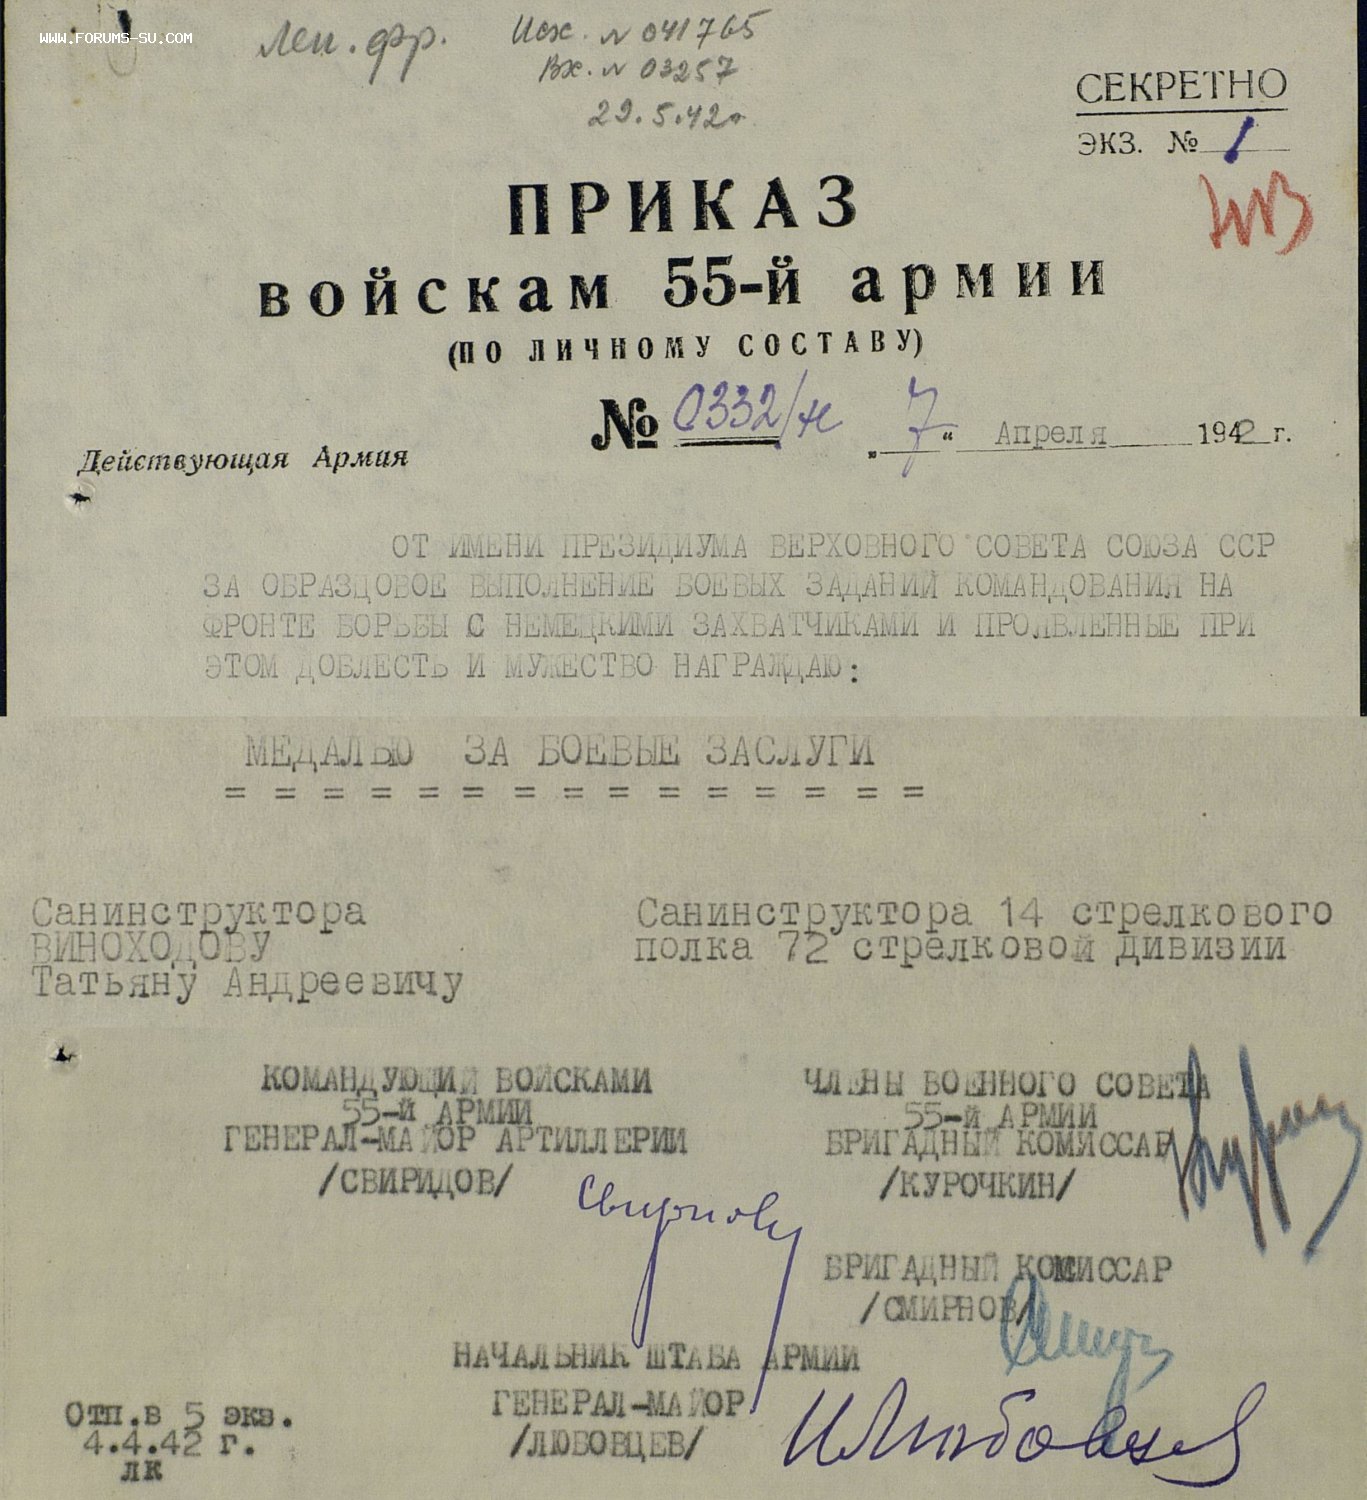 WWW.FORUMS-SU.COM
Лен. фр. Исх. № 041765
Вх. № 03257
29.5.42г
СЕКРЕТНО
ЭКЗ. № 1
ПРИКАЗ
войскам 55-й армии
(ПО ЛИЧНОМУ СОСТАВУ)
№ 0332/н „7“ Апреля 1942 г.
Действующая Армия
ОТ ИМЕНИ ПРЕЗИДИУМА ВЕРХОВНОГО СОВЕТА СОЮЗА ССР
ЗА ОБРАЗЦОВОЕ ВЫПОЛНЕНИЕ БОЕВЫХ ЗАДАНИЙ КОМАНДОВАНИЯ НА
ФРОНТЕ БОРЬБЫ С НЕМЕЦКИМИ ЗАХВАТЧИКАМИ И ПРОЯВЛЕННЫЕ ПРИ
ЭТОМ ДОБЛЕСТЬ И МУЖЕСТВО НАГРАЖДАЮ:
МЕДАЛЬЮ ЗА БОЕВЫЕ ЗАСЛУГИ
= = = = = = = = = = = = = = =
Санинструктора Санинструктора 14 стрелкового
ВИНОХОДОВУ полка 72 стрелковой дивизии
Татьяну Андреевичу
КОМАНДУЮЩИЙ ВОЙСКАМИ ЧЛЕНЫ ВОЕННОГО СОВЕТА
55-й АРМИИ 55-й АРМИИ
ГЕНЕРАЛ-МАЙОР АРТИЛЛЕРИИ БРИГАДНЫЙ КОМИССАР
/СВИРИДОВ/ /КУРОЧКИН/
БРИГАДНЫЙ КОМИССАР
/СМИРНОВ/
НАЧАЛЬНИК ШТАБА АРМИИ
ГЕНЕРАЛ-МАЙОР
/ЛЮБОВЦЕВ/
Отп.в 5 экз.
4.4.42 г.
лк